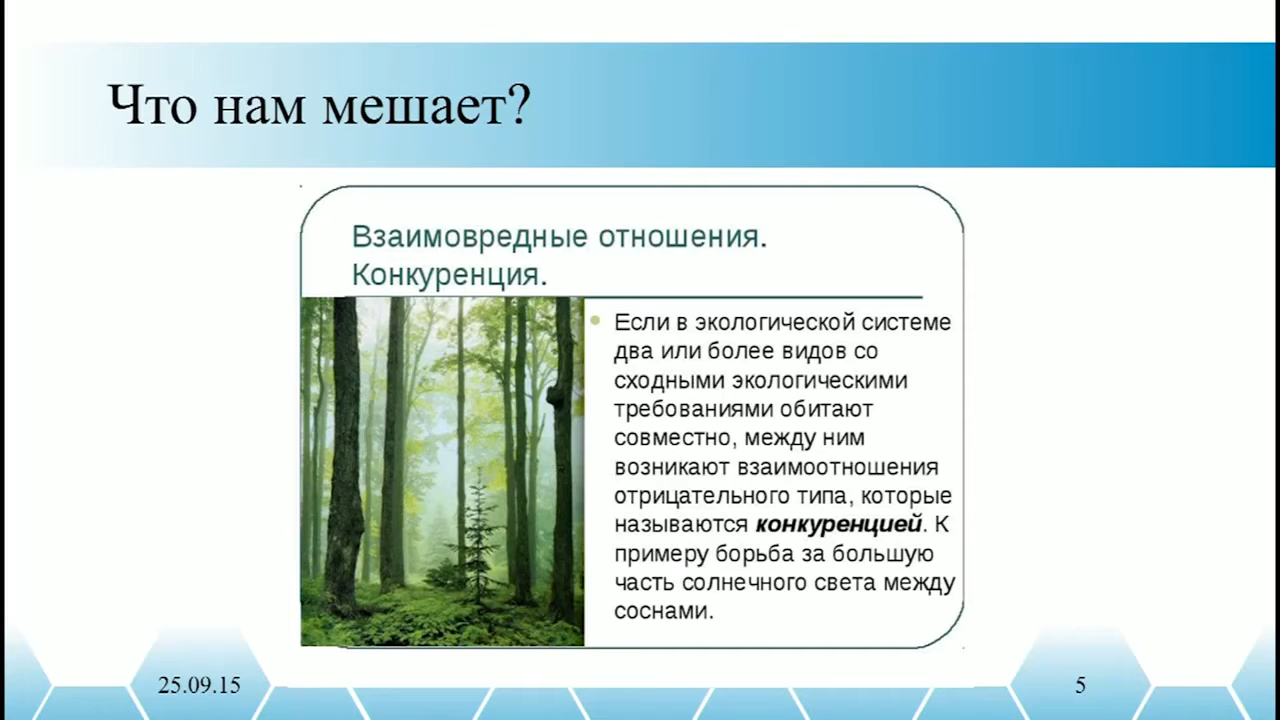 Что нам мешает?
Взаимовредные отношения.
Конкуренция.
Если в экологической системе
два или более видов со
сходными экологическими
требованиями обитают
совместно, между ним
возникают взаимоотношения
отрицательного типа, которые
называются конкуренцией. К
примеру борьба за большую
часть солнечного света между
соснами.
25.09.15
5